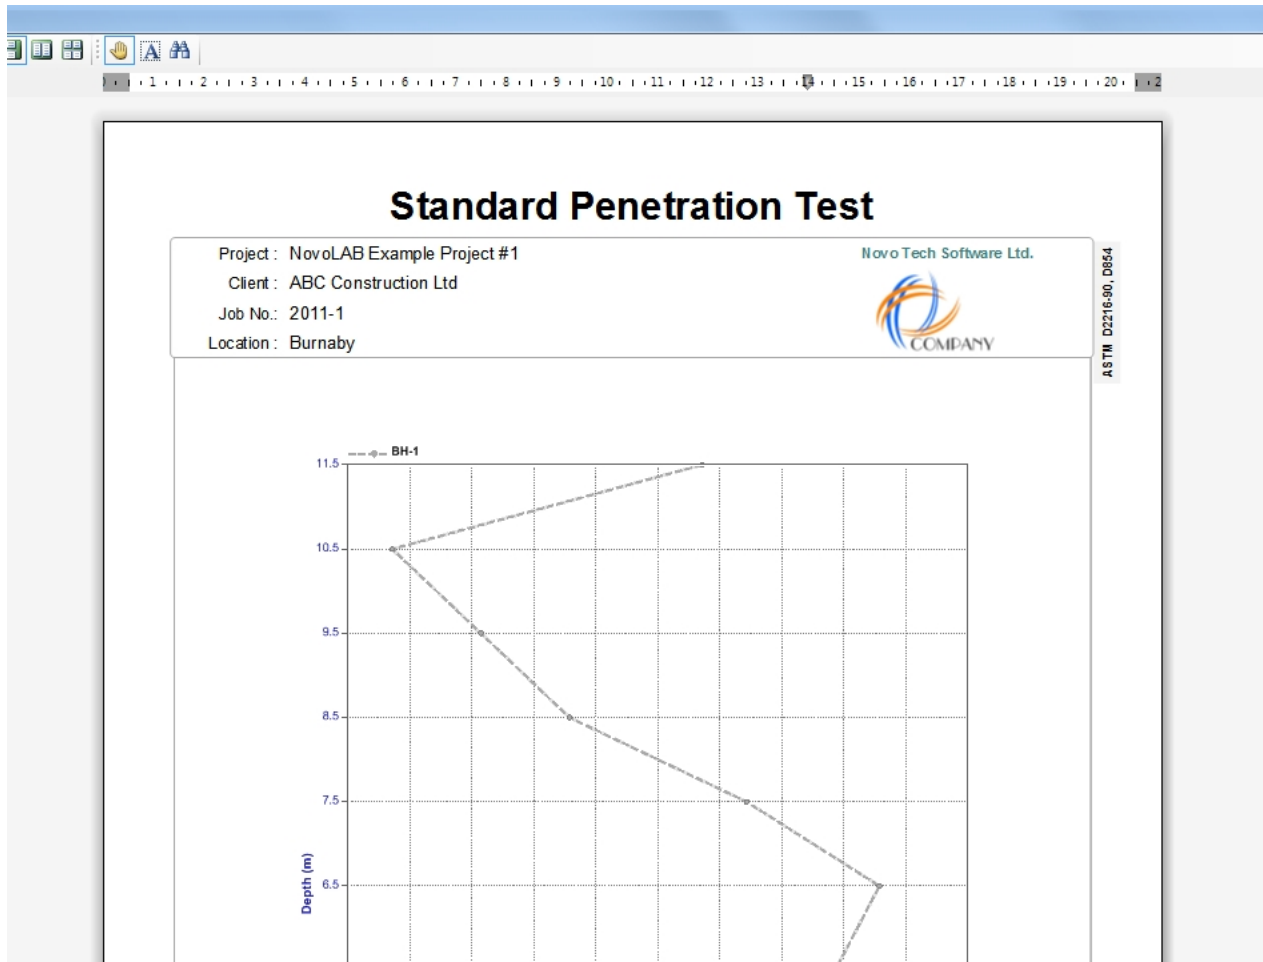 1 2 3 4 5 6 7 8 9 10 11 12 13 14 15 16 17 18 19 20 2
Standard Penetration Test
Project : NovoLAB Example Project #1
Client : ABC Construction Ltd
Job No.: 2011-1
Location : Burnaby
Novo Tech Software Ltd.
COMPANY
ASTM D2216-90, D854
BH-1
11.5
10.5
9.5
8.5
7.5
6.5
Depth (m)